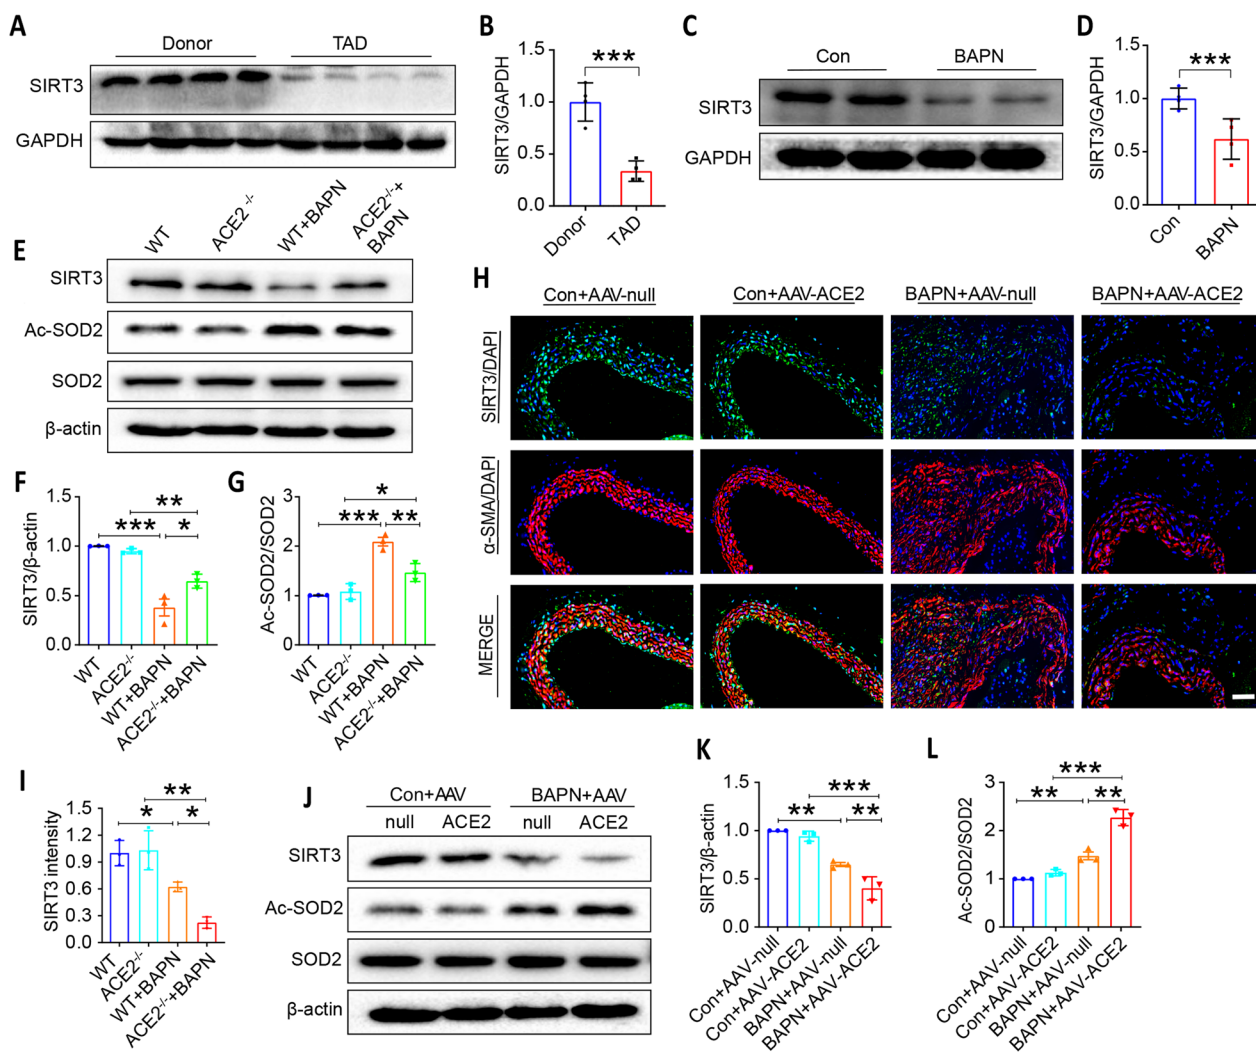 A
Donor
TAD
SIRT3
GAPDH
B
SIRT3/GAPDH
1.5
1.0
0.5
0.0
***
Donor
TAD
C
Con
BAPN
SIRT3
GAPDH
D
SIRT3/GAPDH
1.5
1.0
0.5
0.0
***
Con
BAPN
E
WT
ACE2-/-
WT+BAPN
ACE2-/-+
BAPN
SIRT3
Ac-SOD2
SOD2
β-actin
F
SIRT3/β-actin
1.5
1.0
0.5
0.0
**
***
*
WT
ACE2-/-
WT+BAPN
ACE2-/-+BAPN
G
Ac-SOD2/SOD2
3
2
1
0
*
***
**
WT
ACE2-/-
WT+BAPN
ACE2-/-+BAPN
H
Con+AAV-null
Con+AAV-ACE2
BAPN+AAV-null
BAPN+AAV-ACE2
SIRT3/DAPI
α-SMA/DAPI
MERGE
I
SIRT3 intensity
1.5
1.2
0.9
0.6
0.3
0.0
**
*
*
WT
ACE2-/-
WT+BAPN
ACE2-/-+BAPN
J
Con+AAV
BAPN+AAV
null
ACE2
null
ACE2
SIRT3
Ac-SOD2
SOD2
β-actin
K
SIRT3/β-actin
1.5
1.0
0.5
0.0
***
**
**
Con+AAV-null
Con+AAV-ACE2
BAPN+AAV-null
BAPN+AAV-ACE2
L
Ac-SOD2/SOD2
3
2
1
0
***
**
**
Con+AAV-null
Con+AAV-ACE2
BAPN+AAV-null
BAPN+AAV-ACE2